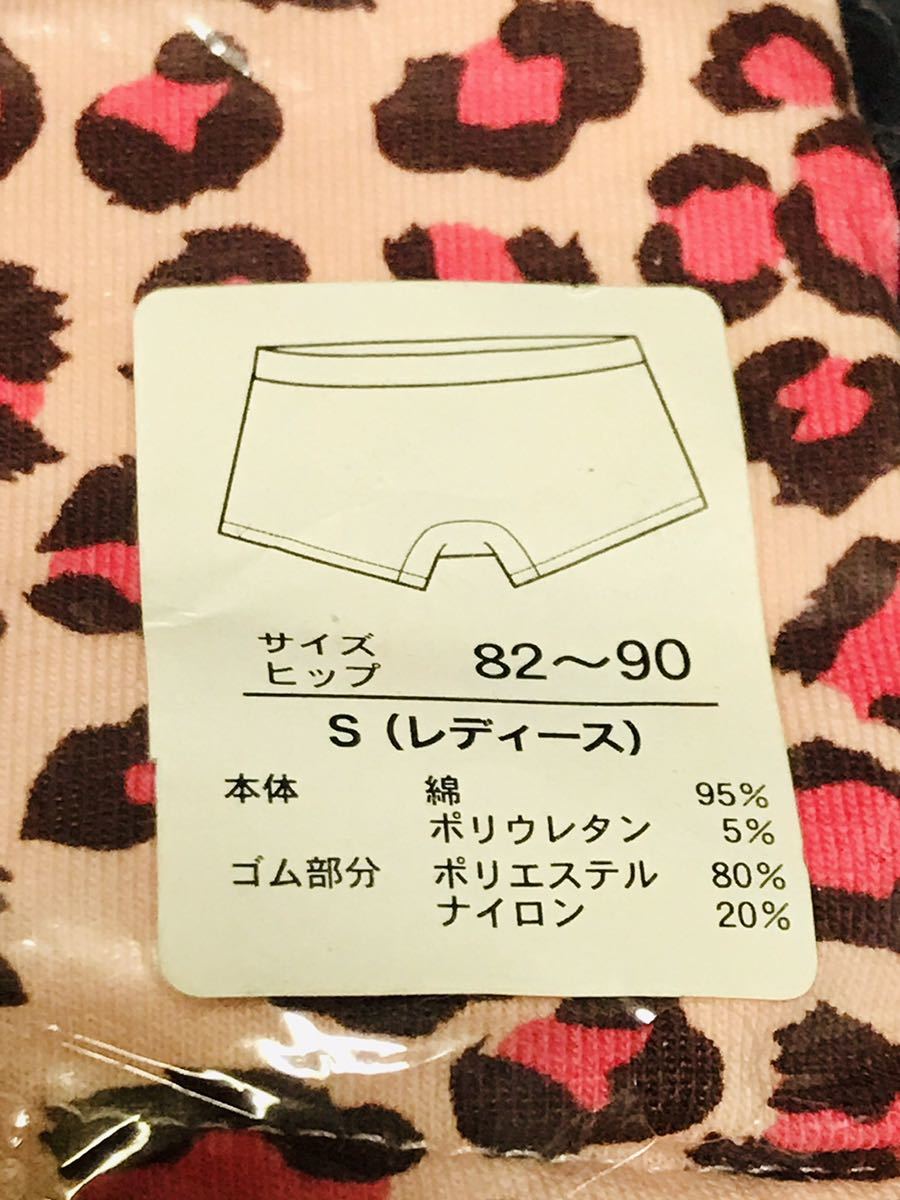 サイズ
ヒップ 82〜90
S（レディース）
本体 綿 95%
ポリウレタン 5%
ゴム部分 ポリエステル 80%
ナイロン 20%